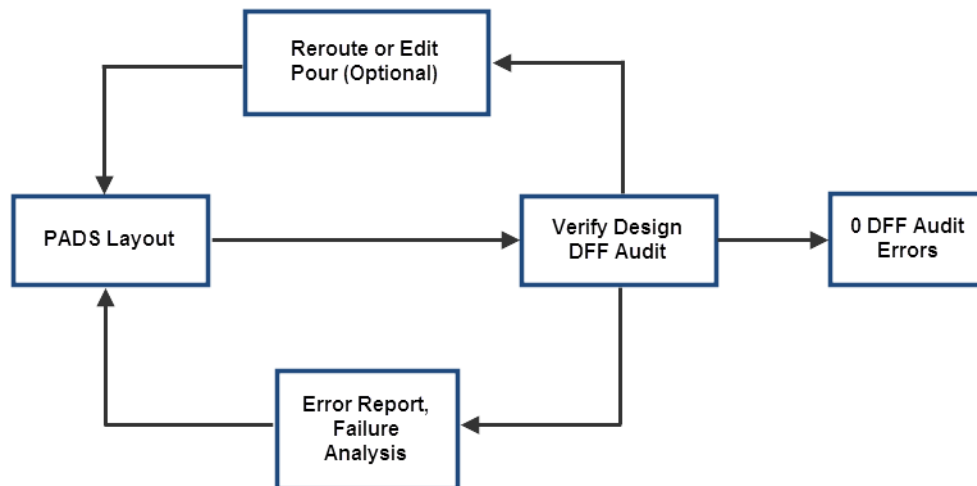 Reroute or Edit
Pour (Optional)
PADS Layout
Verify Design
DFF Audit
0 DFF Audit
Errors
Error Report,
Failure
Analysis